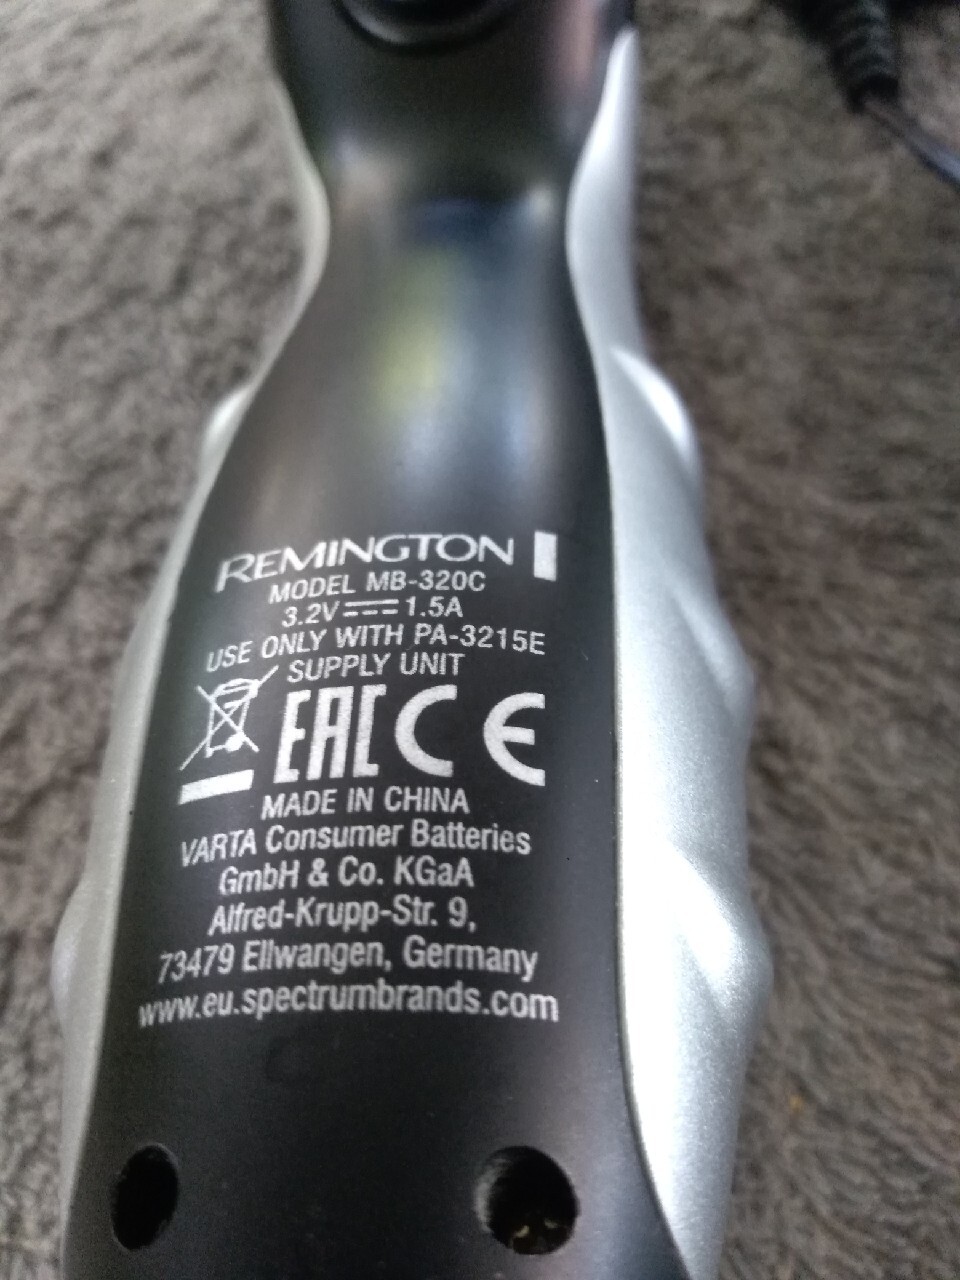 REMINGTON
MODEL MB-320C
3.2V⎓1.5A
USE ONLY WITH PA-3215E
SUPPLY UNIT
EAC CE
MADE IN CHINA
VARTA Consumer Batteries
GmbH & Co. KGaA
Alfred-Krupp-Str. 9,
73479 Ellwangen, Germany
www.eu.spectrumbrands.com